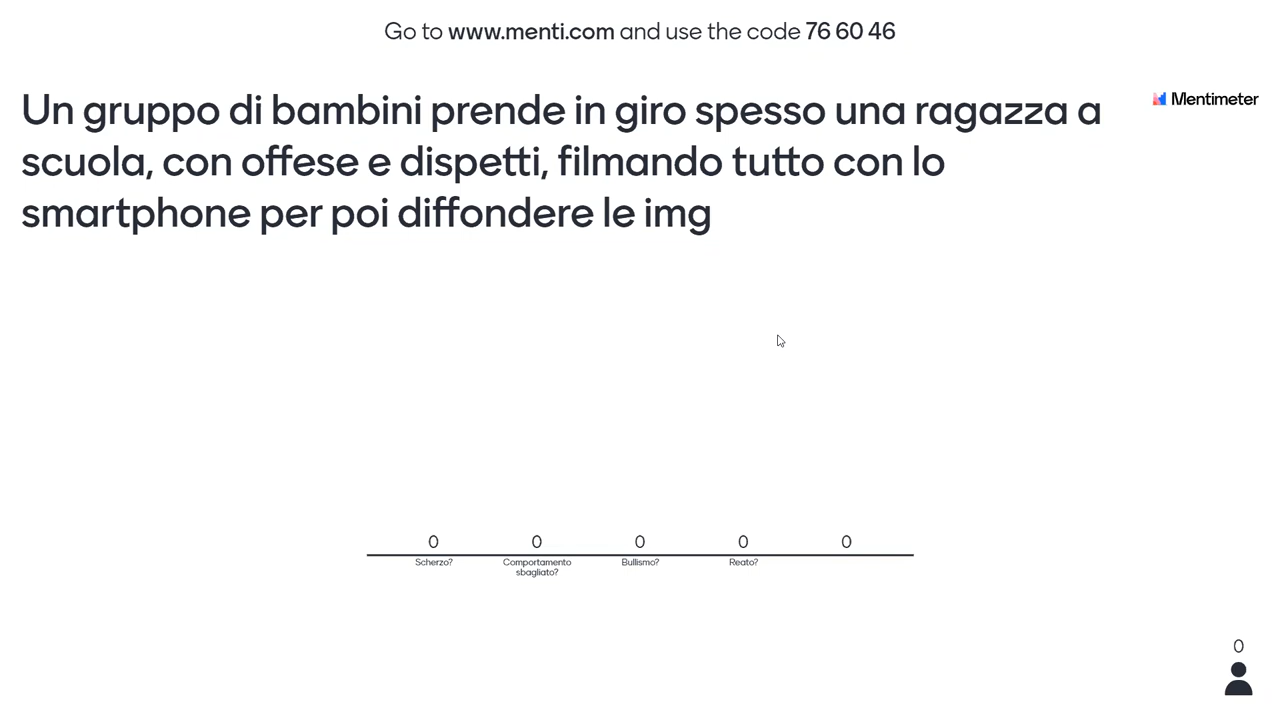 Go to www.menti.com and use the code 76 60 46
Un gruppo di bambini prende in giro spesso una ragazza a
scuola, con offese e dispetti, filmando tutto con lo
smartphone per poi diffondere le img
Mentimeter
0 0 0 0 0
Scherzo? Comportamento sbagliato? Bullismo? Reato?
0